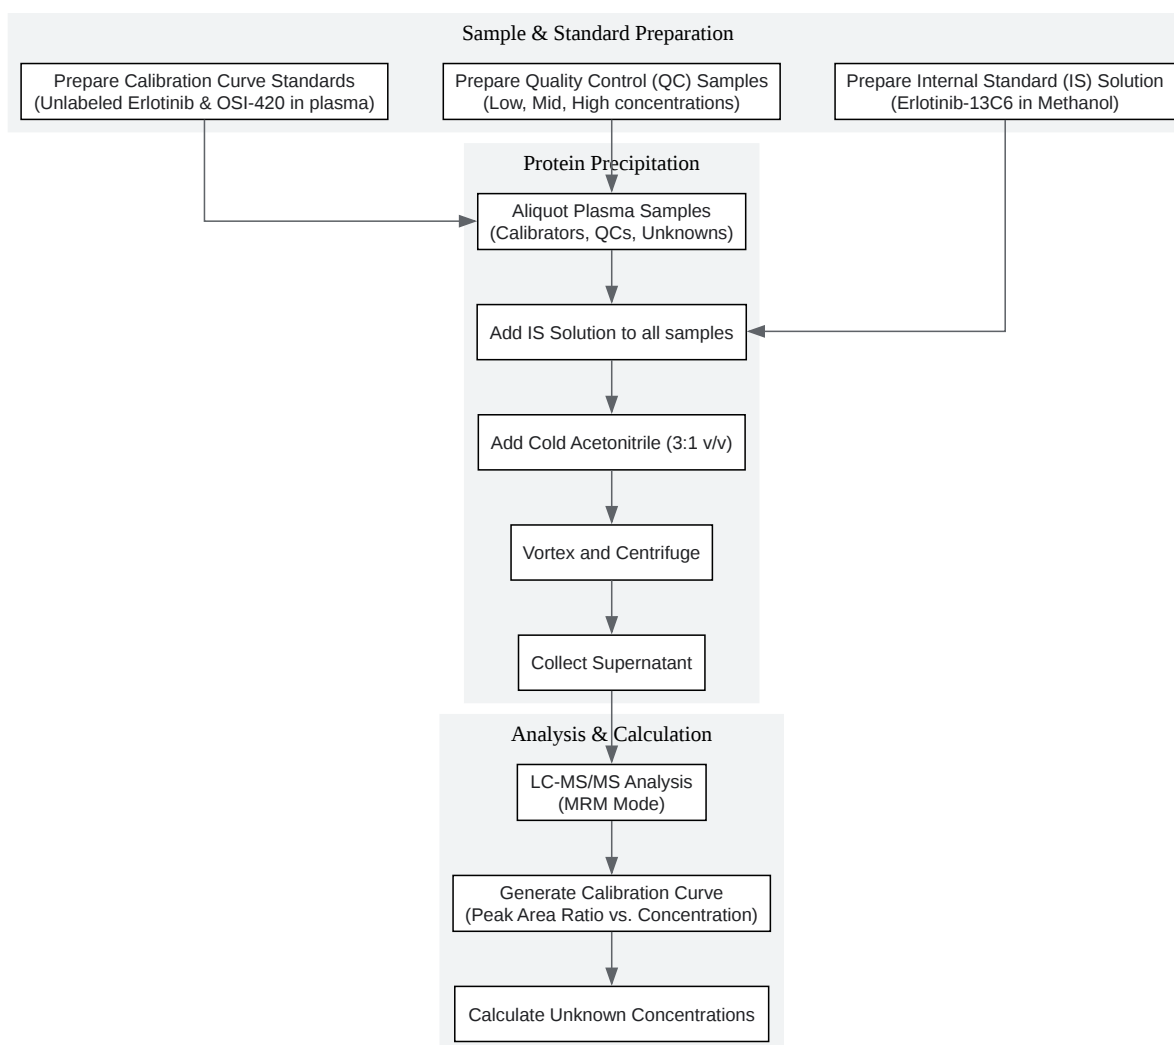 Sample & Standard Preparation
Prepare Calibration Curve Standards
(Unlabeled Erlotinib & OSI-420 in plasma)
Prepare Quality Control (QC) Samples
(Low, Mid, High concentrations)
Prepare Internal Standard (IS) Solution
(Erlotinib-13C6 in Methanol)
Protein Precipitation
Aliquot Plasma Samples
(Calibrators, QCs, Unknowns)
Add IS Solution to all samples
Add Cold Acetonitrile (3:1 v/v)
Vortex and Centrifuge
Collect Supernatant
Analysis & Calculation
LC-MS/MS Analysis
(MRM Mode)
Generate Calibration Curve
(Peak Area Ratio vs. Concentration)
Calculate Unknown Concentrations